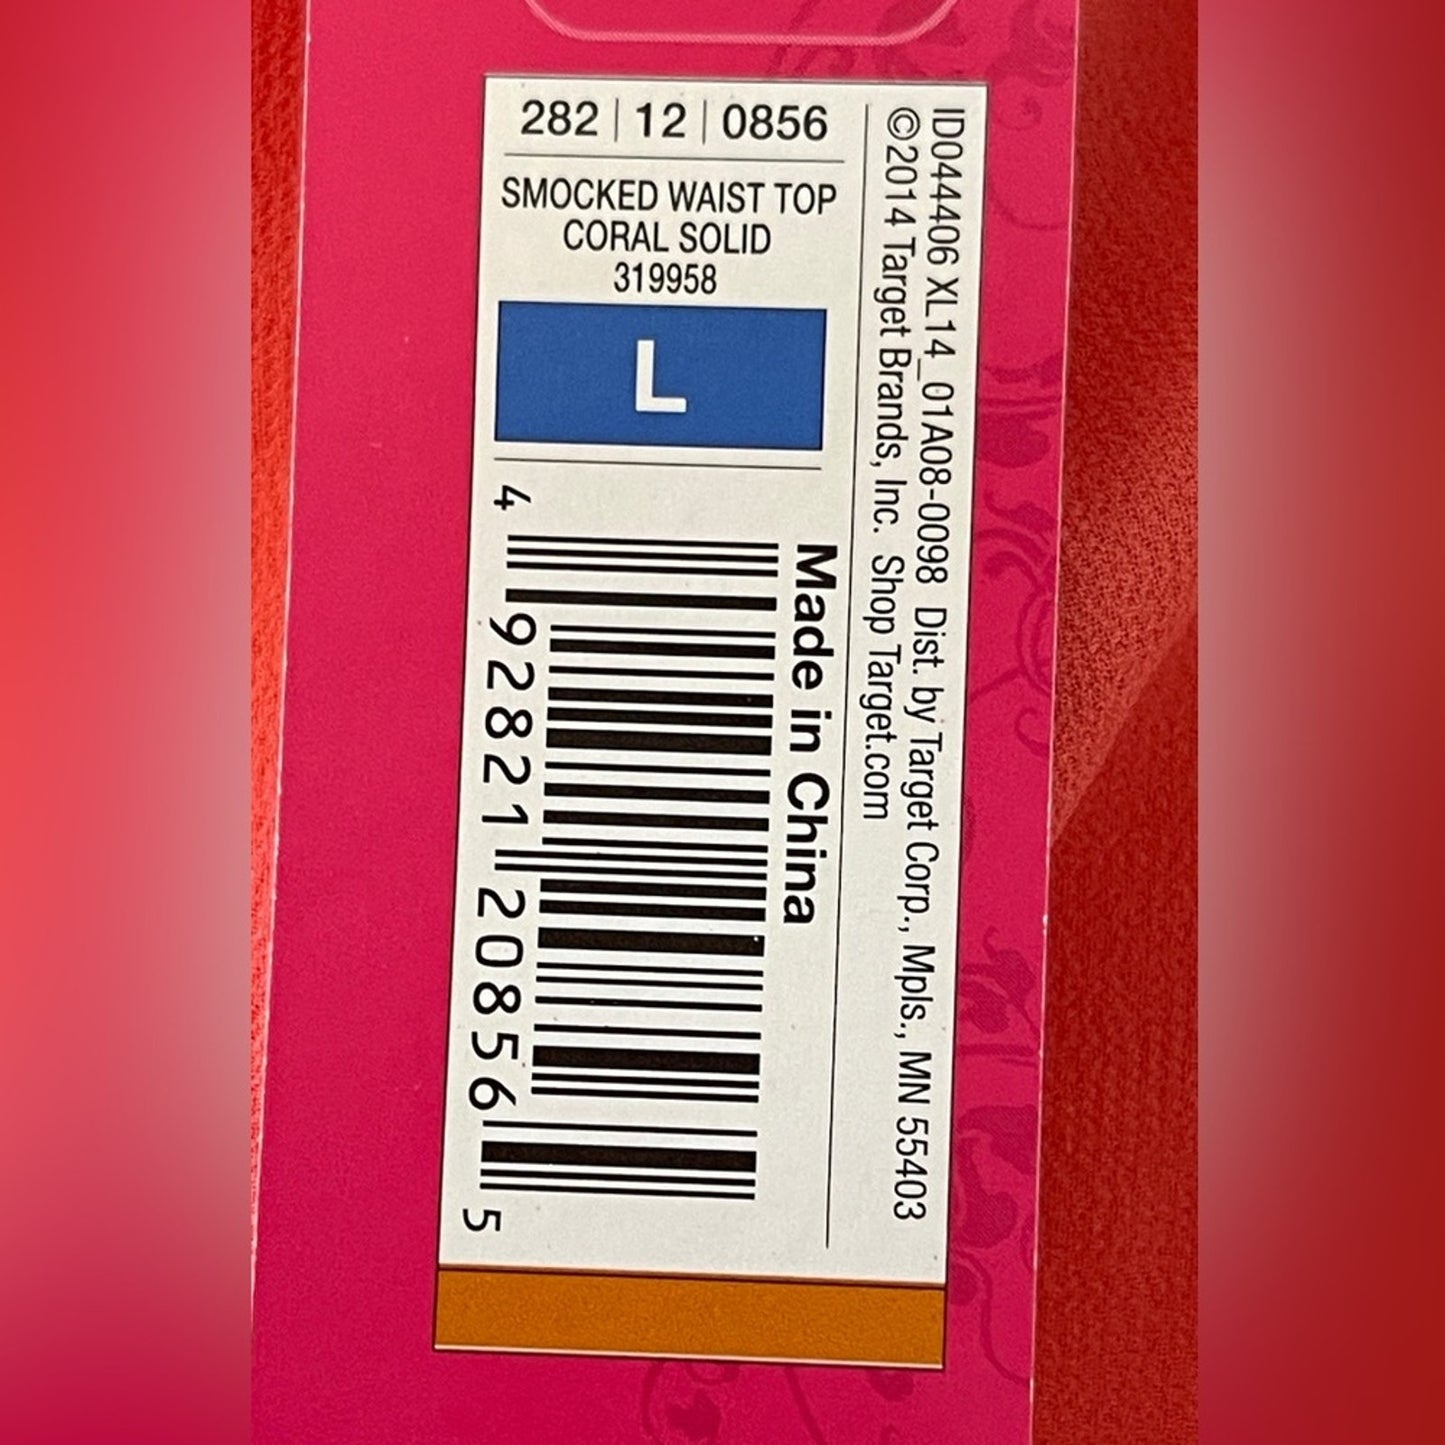 282 | 12 | 0856
SMOCKED WAIST TOP
CORAL SOLID
319958
L
ID044406 XL14_01A08-0098 Dist. by Target Corp., Mpls., MN 55403
©2014 Target Brands, Inc. Shop Target.com
Made in China
4 92821 20856 5